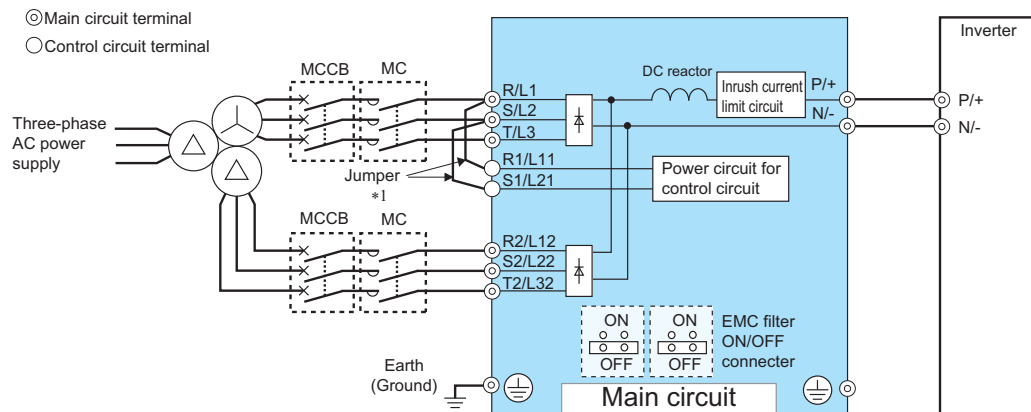 Main circuit terminal
Control circuit terminal
Inverter
MCCB
MC
DC reactor
Inrush current
limit circuit
P/+
N/-
P/+
N/-
R/L1
S/L2
T/L3
Three-phase
AC power
supply
R1/L11
S1/L21
Jumper
*1
Power circuit for
control circuit
MCCB
MC
R2/L12
S2/L22
T2/L32
ON
OFF
ON
OFF
EMC filter
ON/OFF
connecter
Earth
(Ground)
Main circuit